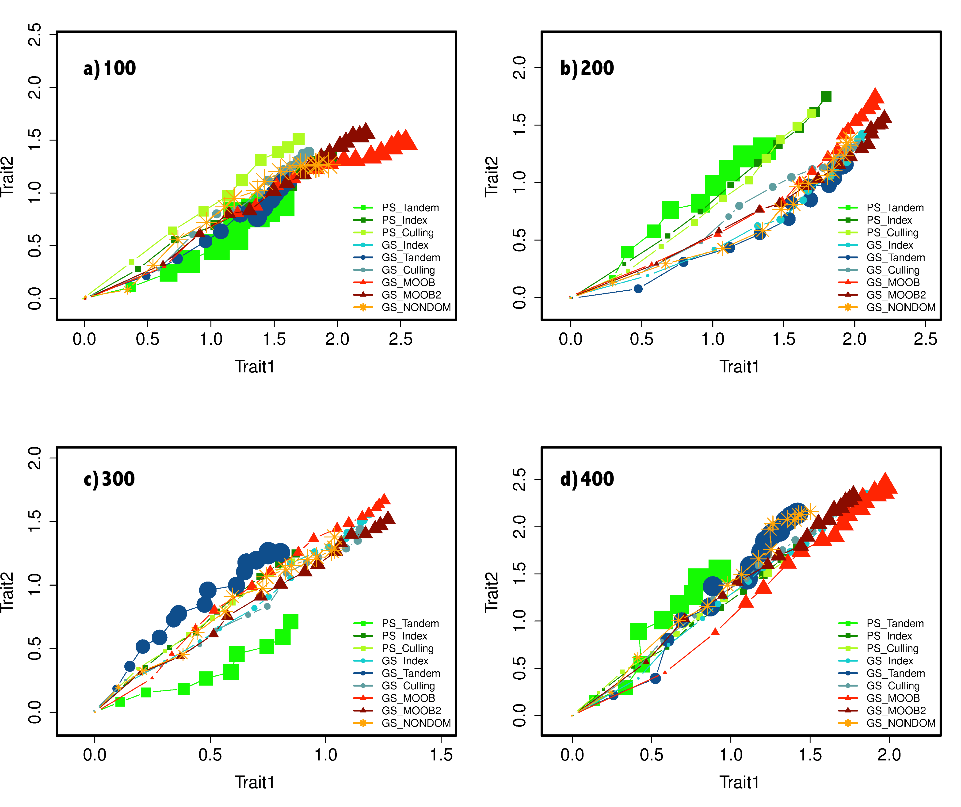 a) 100
2.5
2.0
1.5
1.0
0.5
0.0
Trait2
PS_Tandem
PS_Index
PS_Culling
GS_Index
GS_Tandem
GS_Culling
GS_MOOB
GS_MOOB2
GS_NONDOM
0.0 0.5 1.0 1.5 2.0 2.5
Trait1
b) 200
2.0
1.5
1.0
0.5
0.0
Trait2
PS_Tandem
PS_Index
PS_Culling
GS_Index
GS_Tandem
GS_Culling
GS_MOOB
GS_MOOB2
GS_NONDOM
0.0 0.5 1.0 1.5 2.0 2.5
Trait1
c) 300
2.0
1.5
1.0
0.5
0.0
Trait2
PS_Tandem
PS_Index
PS_Culling
GS_Index
GS_Tandem
GS_Culling
GS_MOOB
GS_MOOB2
GS_NONDOM
0.0 0.5 1.0 1.5
Trait1
d) 400
2.5
2.0
1.5
1.0
0.5
0.0
Trait2
PS_Tandem
PS_Index
PS_Culling
GS_Index
GS_Tandem
GS_Culling
GS_MOOB
GS_MOOB2
GS_NONDOM
0.0 0.5 1.0 1.5 2.0
Trait1